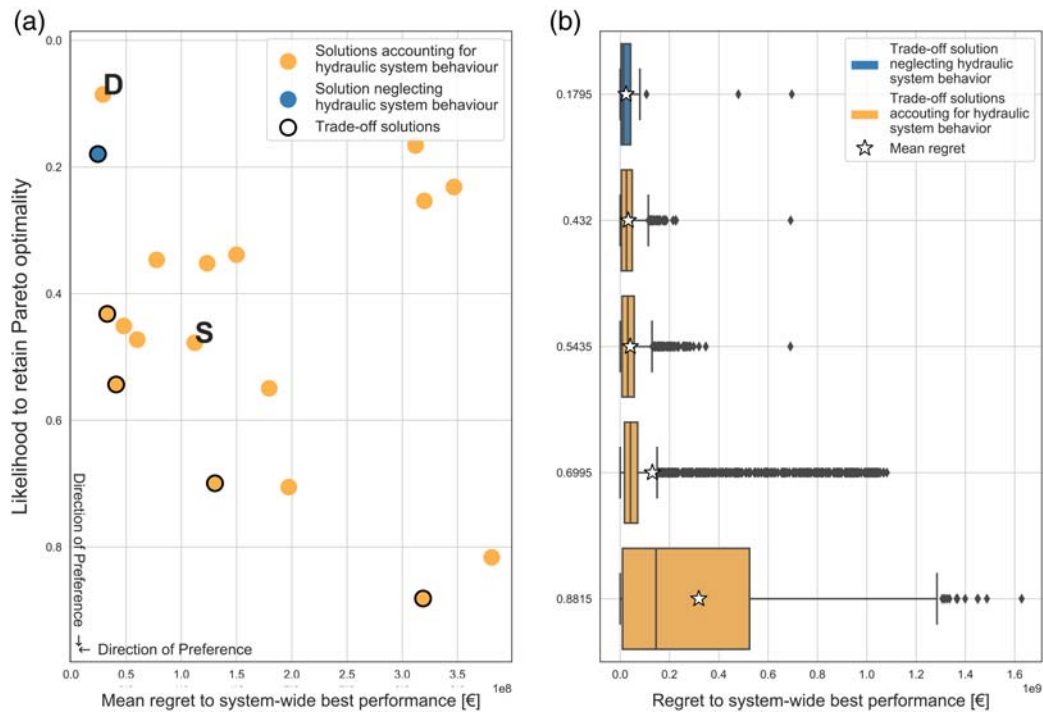 (a)
0.0
0.2
0.4
0.6
0.8
Likelihood to retain Pareto optimality
Solutions accounting for
hydraulic system behaviour
Solution neglecting
hydraulic system behaviour
Trade-off solutions
D
S
Direction of Preference →
← Direction of Preference
0.0
0.5
1.0
1.5
2.0
2.5
3.0
3.5
1e8
Mean regret to system-wide best performance [€]
(b)
Trade-off solution
neglecting hydraulic
system behavior
Trade-off solutions
accouting for hydraulic
system behavior
Mean regret
0.1795
0.432
0.5435
0.6995
0.8815
0.0
0.2
0.4
0.6
0.8
1.0
1.2
1.4
1.6
1e9
Regret to system-wide best performance [€]